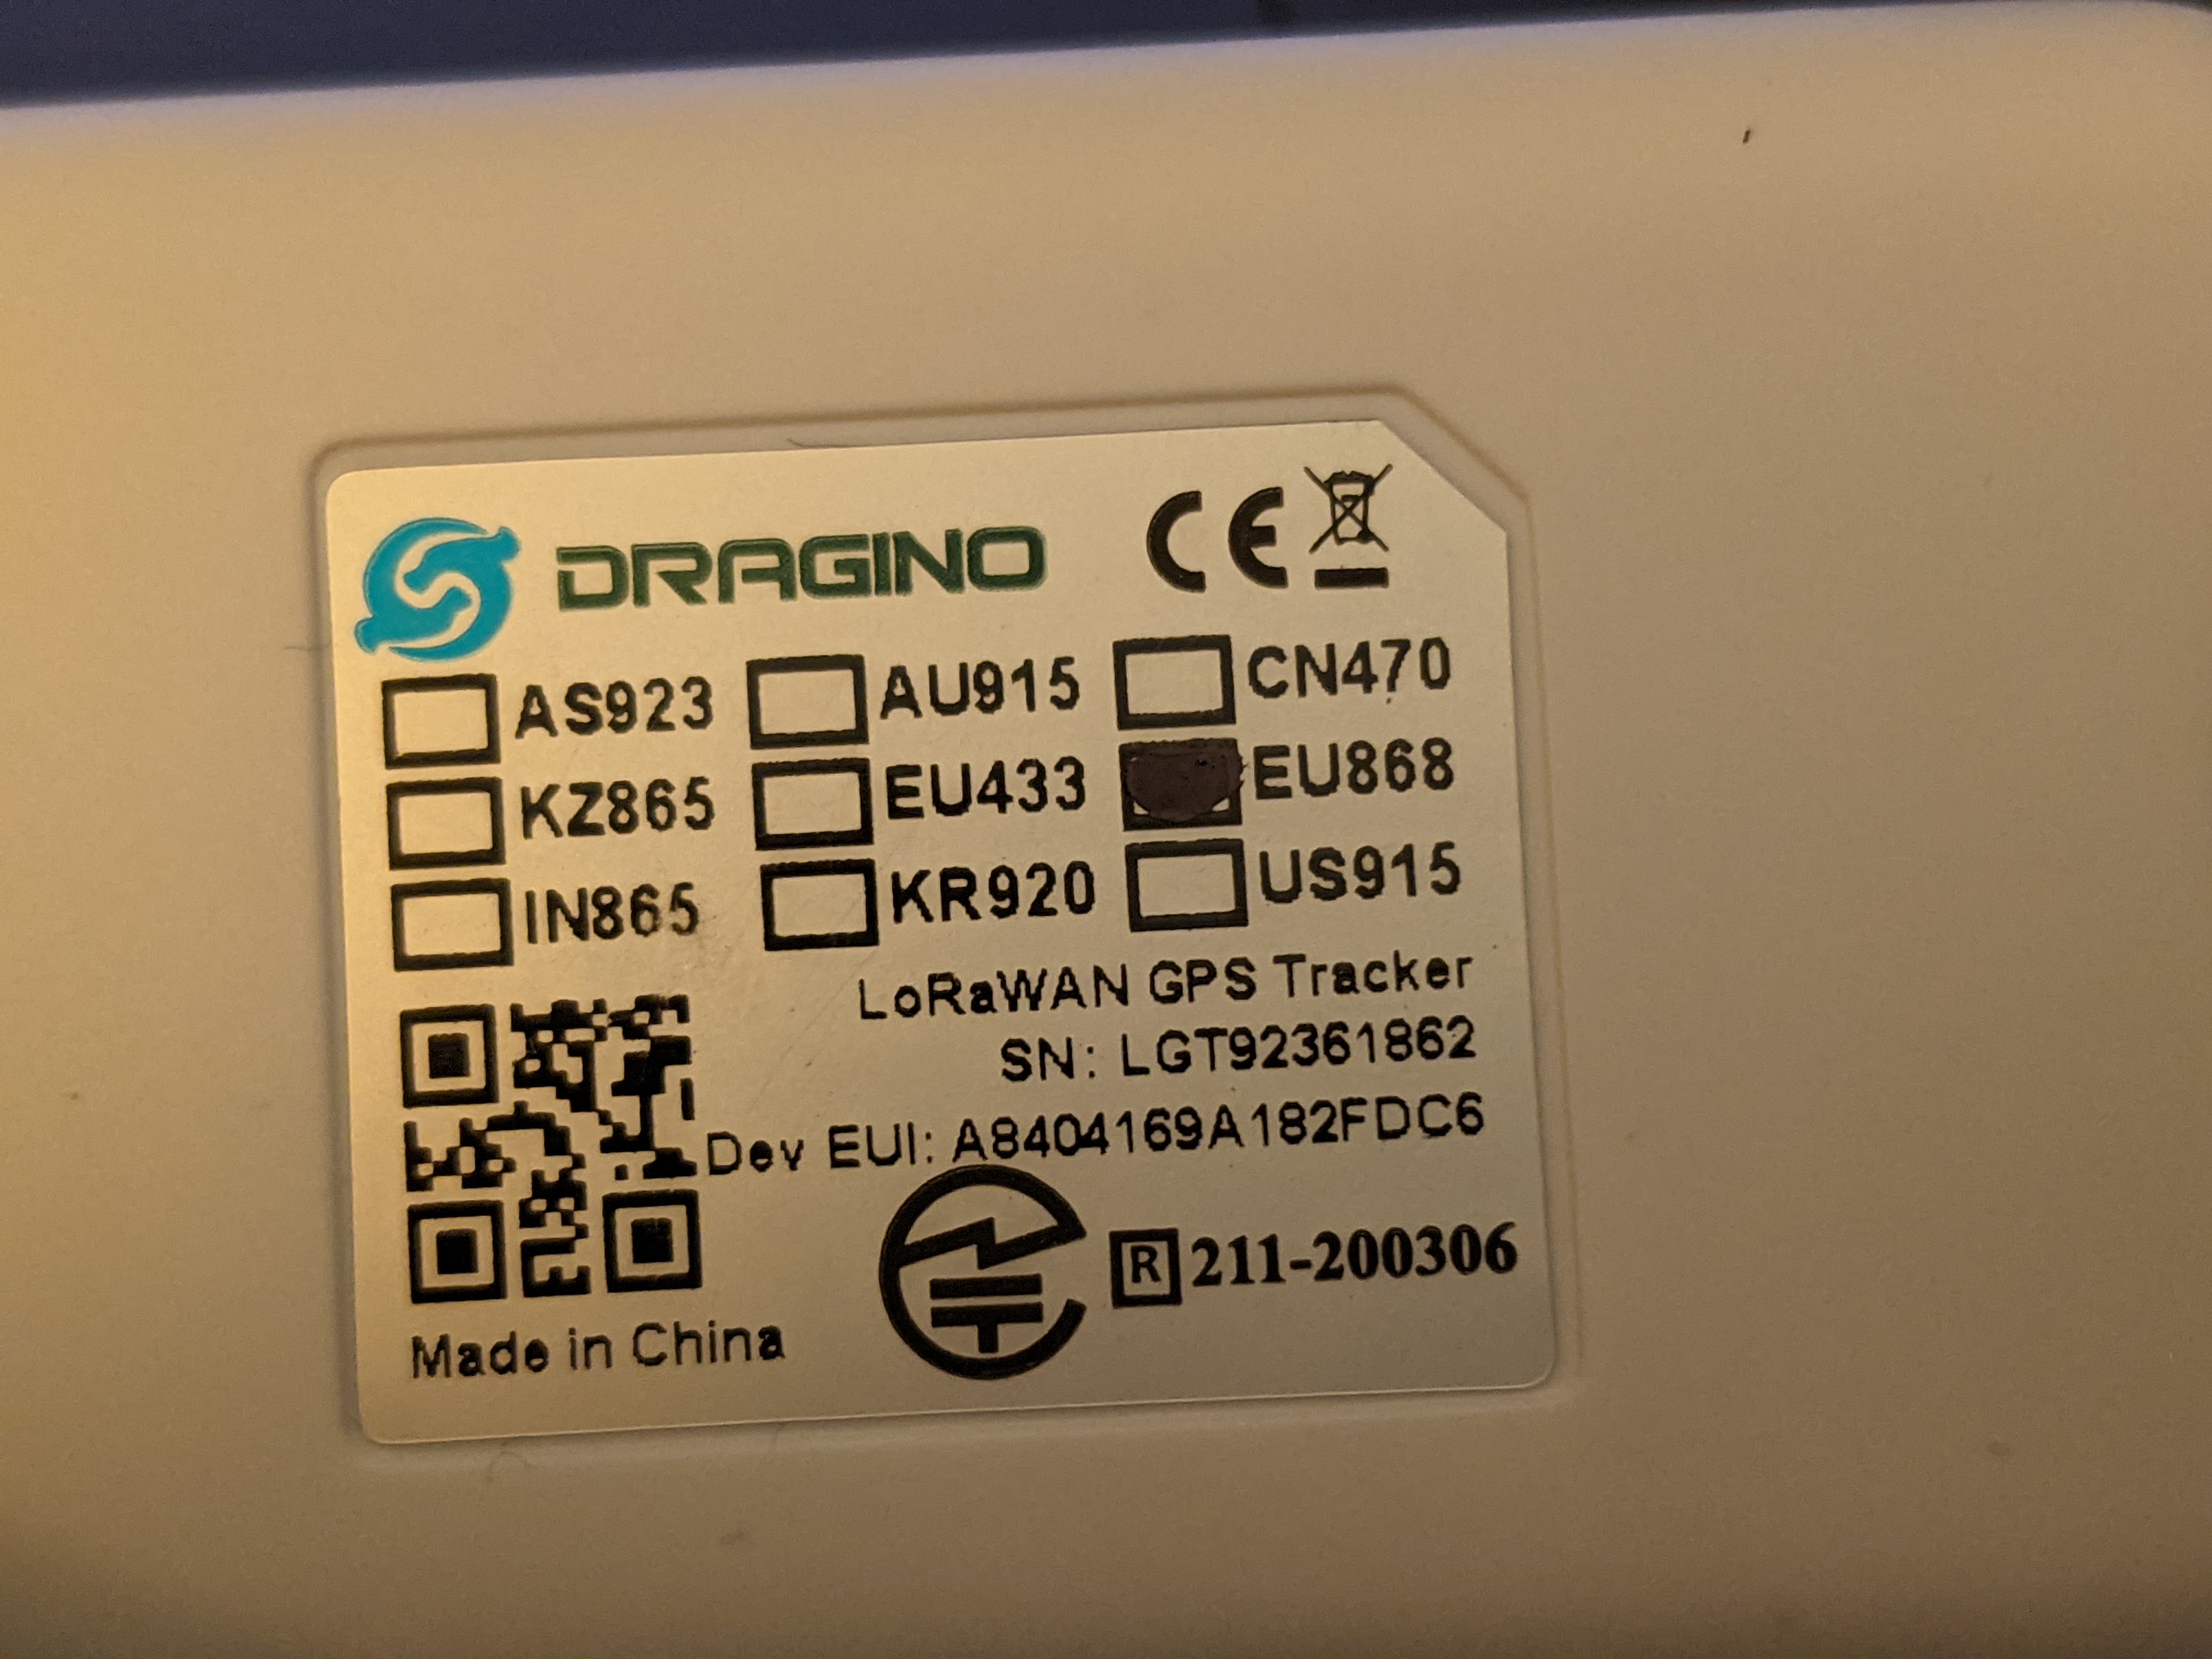 DRAGINO CE
AS923 AU915 CN470
KZ865 EU433 EU868
IN865 KR920 US915
LoRaWAN GPS Tracker
SN: LGT92361862
Dev EUI: A8404169A182FDC6
R 211-200306
Made in China